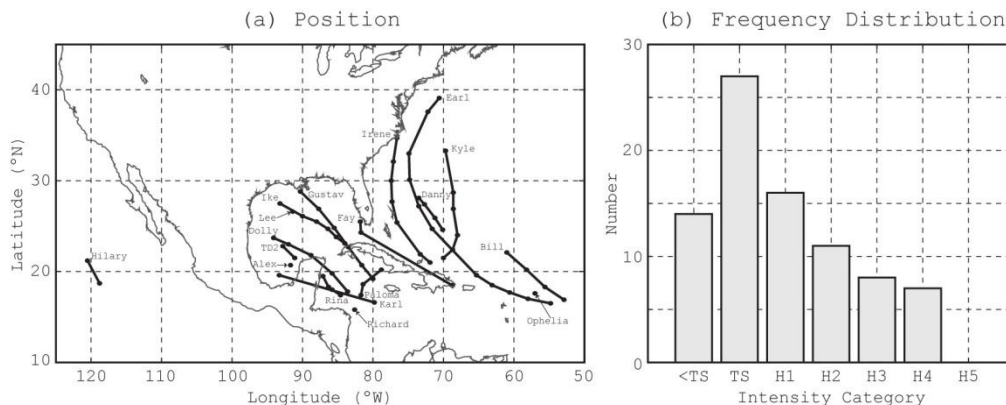 (a) Position
(b) Frequency Distribution
40
30
20
10
Latitude (°N)
120
110
100
90
80
70
60
50
Longitude (°W)
Earl
Irene
Kyle
Ike
Gustav
Danny
Lee
Fay
Dolly
TD2
Bill
Hilary
Alex
Rina
Paloma
Karl
Ophelia
Richard
30
20
10
0
Number
<TS
TS
H1
H2
H3
H4
H5
Intensity Category